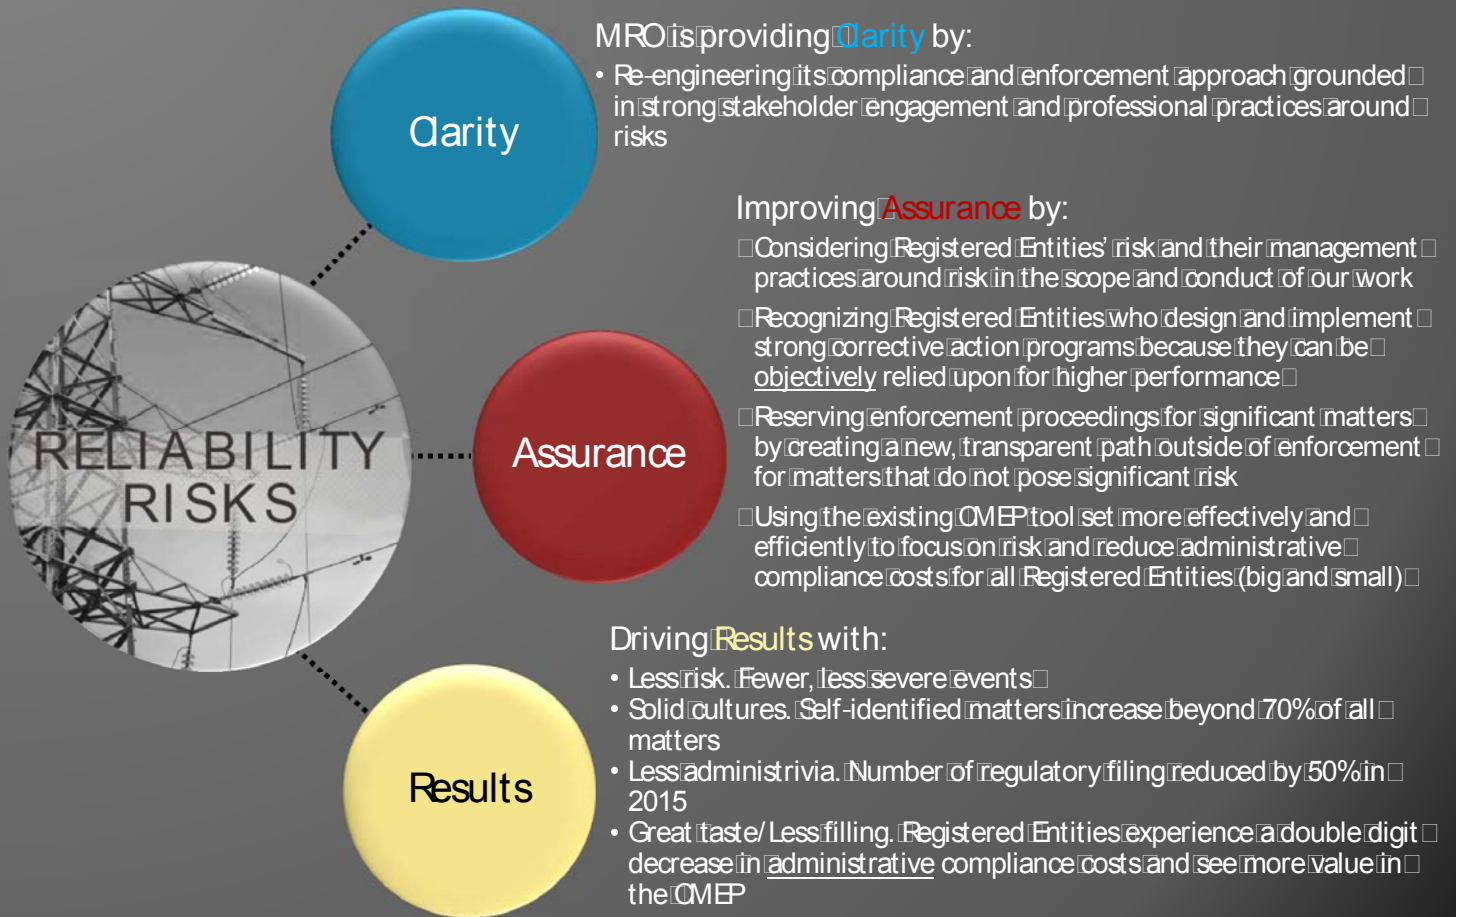 Clarity
MRO is providing Clarity by:
• Re-engineering its compliance and enforcement approach grounded
in strong stakeholder engagement and professional practices around
risks
RELIABILITY
RISKS
Assurance
Improving Assurance by:
Considering Registered Entities’ risk and their management
practices around risk in the scope and conduct of our work
Recognizing Registered Entities who design and implement
strong corrective action programs because they can be
objectively relied upon for higher performance
Reserving enforcement proceedings for significant matters
by creating a new, transparent path outside of enforcement
for matters that do not pose significant risk
Using the existing CMEP tool set more effectively and
efficiently to focus on risk and reduce administrative
compliance costs for all Registered Entities (big and small)
Results
Driving Results with:
• Less risk. Fewer, less severe events
• Solid cultures. Self-identified matters increase beyond 70% of all
matters
• Less administrivia. Number of regulatory filing reduced by 50% in
2015
• Great taste/Less filling. Registered Entities experience a double digit
decrease in administrative compliance costs and see more value in
the CMEP